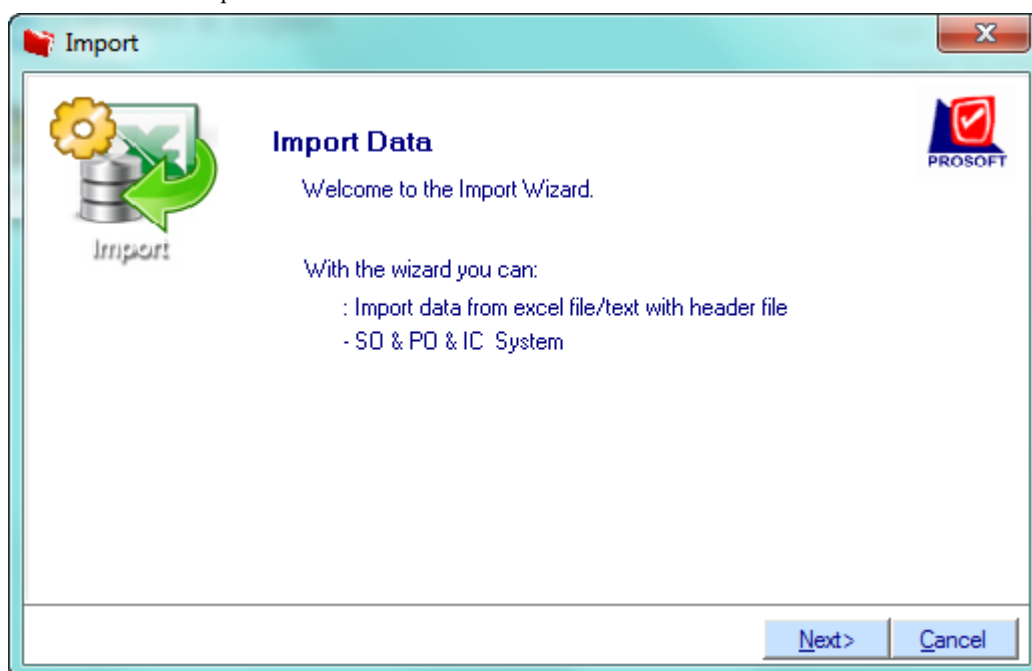 Import
X
Import Data
PROSOFT
Welcome to the Import Wizard.
Import
With the wizard you can:
: Import data from excel file/text with header file
- SO & PO & IC System
Next>
Cancel